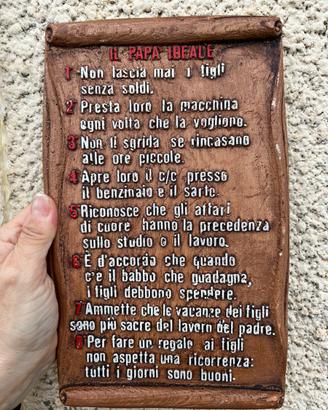 IL PAPA IDEALE
1 Non lascia mai i figli
senza soldi.
2 Presta loro la macchina
ogni volta che la vogliono.
3 Non li sgrida se rincasano
alle ore piccole.
4 Apre loro il c/c presso
il benzinaio e il sarto.
5 Riconosce che gli affari
di cuore hanno la precedenza
sullo studio o il lavoro.
6 E' d'accordo che quando
c'è il babbo che guadagna,
i figli debbono spendere.
7 Ammette che le vacanze dei figli
sono più sacre del lavoro del padre.
8 Per fare un regalo ai figli
non aspetta una ricorrenza:
tutti i giorni sono buoni.